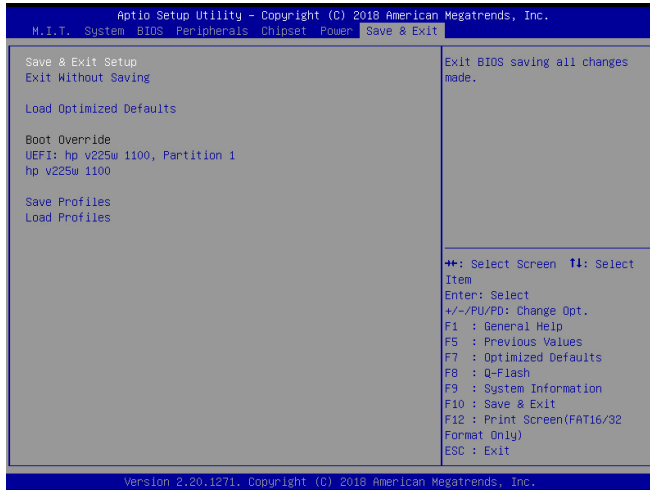 Aptio Setup Utility – Copyright (C) 2018 American Megatrends, Inc.
M.I.T. System BIOS Peripherals Chipset Power Save & Exit
Save & Exit Setup
Exit Without Saving
Load Optimized Defaults
Boot Override
UEFI: hp v225w 1100, Partition 1
hp v225w 1100
Save Profiles
Load Profiles
Exit BIOS saving all changes
made.
→←: Select Screen ↑↓: Select
Item
Enter: Select
+/-/PU/PD: Change Opt.
F1 : General Help
F5 : Previous Values
F7 : Optimized Defaults
F8 : Q-Flash
F9 : System Information
F10 : Save & Exit
F12 : Print Screen(FAT16/32
Format Only)
ESC : Exit
Version 2.20.1271. Copyright (C) 2018 American Megatrends, Inc.